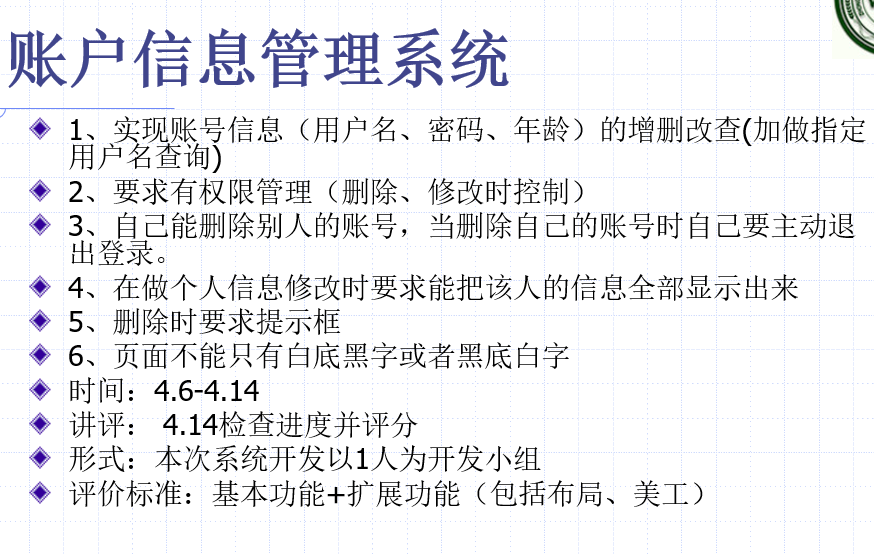 账户信息管理系统
1、实现账号信息（用户名、密码、年龄）的增删改查(加做指定
用户名查询)
2、要求有权限管理（删除、修改时控制）
3、自己能删除别人的账号，当删除自己的账号时自己要主动退
出登录。
4、在做个人信息修改时要求能把该人的信息全部显示出来
5、删除时要求提示框
6、页面不能只有白底黑字或者黑底白字
时间：4.6-4.14
讲评： 4.14检查进度并评分
形式：本次系统开发以1人为开发小组
评价标准：基本功能+扩展功能（包括布局、美工）